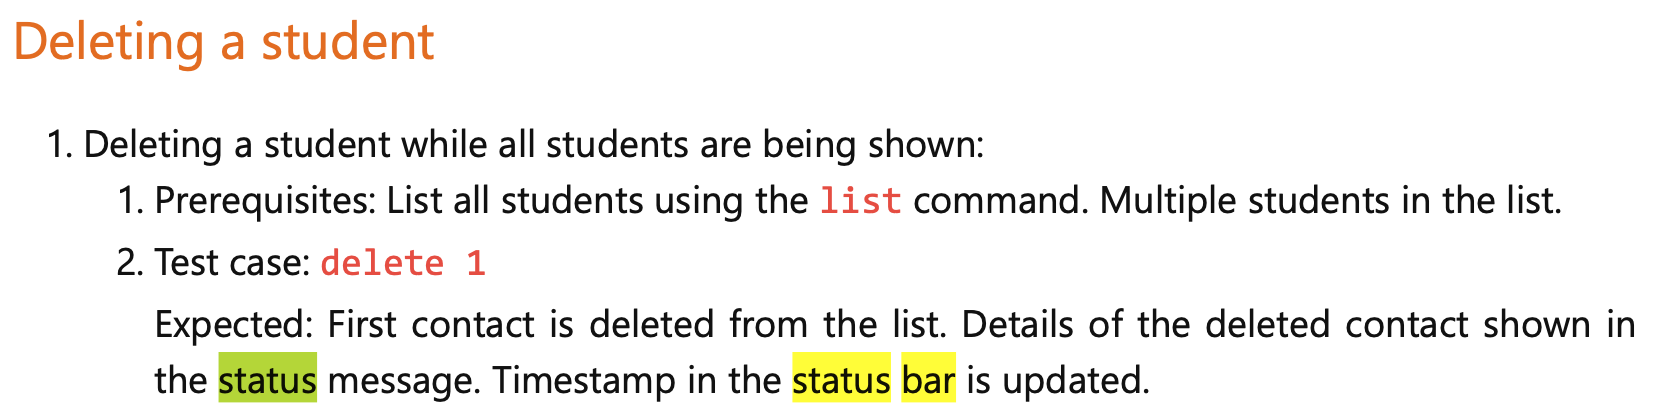 Deleting a student
1. Deleting a student while all students are being shown:
1. Prerequisites: List all students using the list command. Multiple students in the list.
2. Test case: delete 1
Expected: First contact is deleted from the list. Details of the deleted contact shown in
the status message. Timestamp in the status bar is updated.